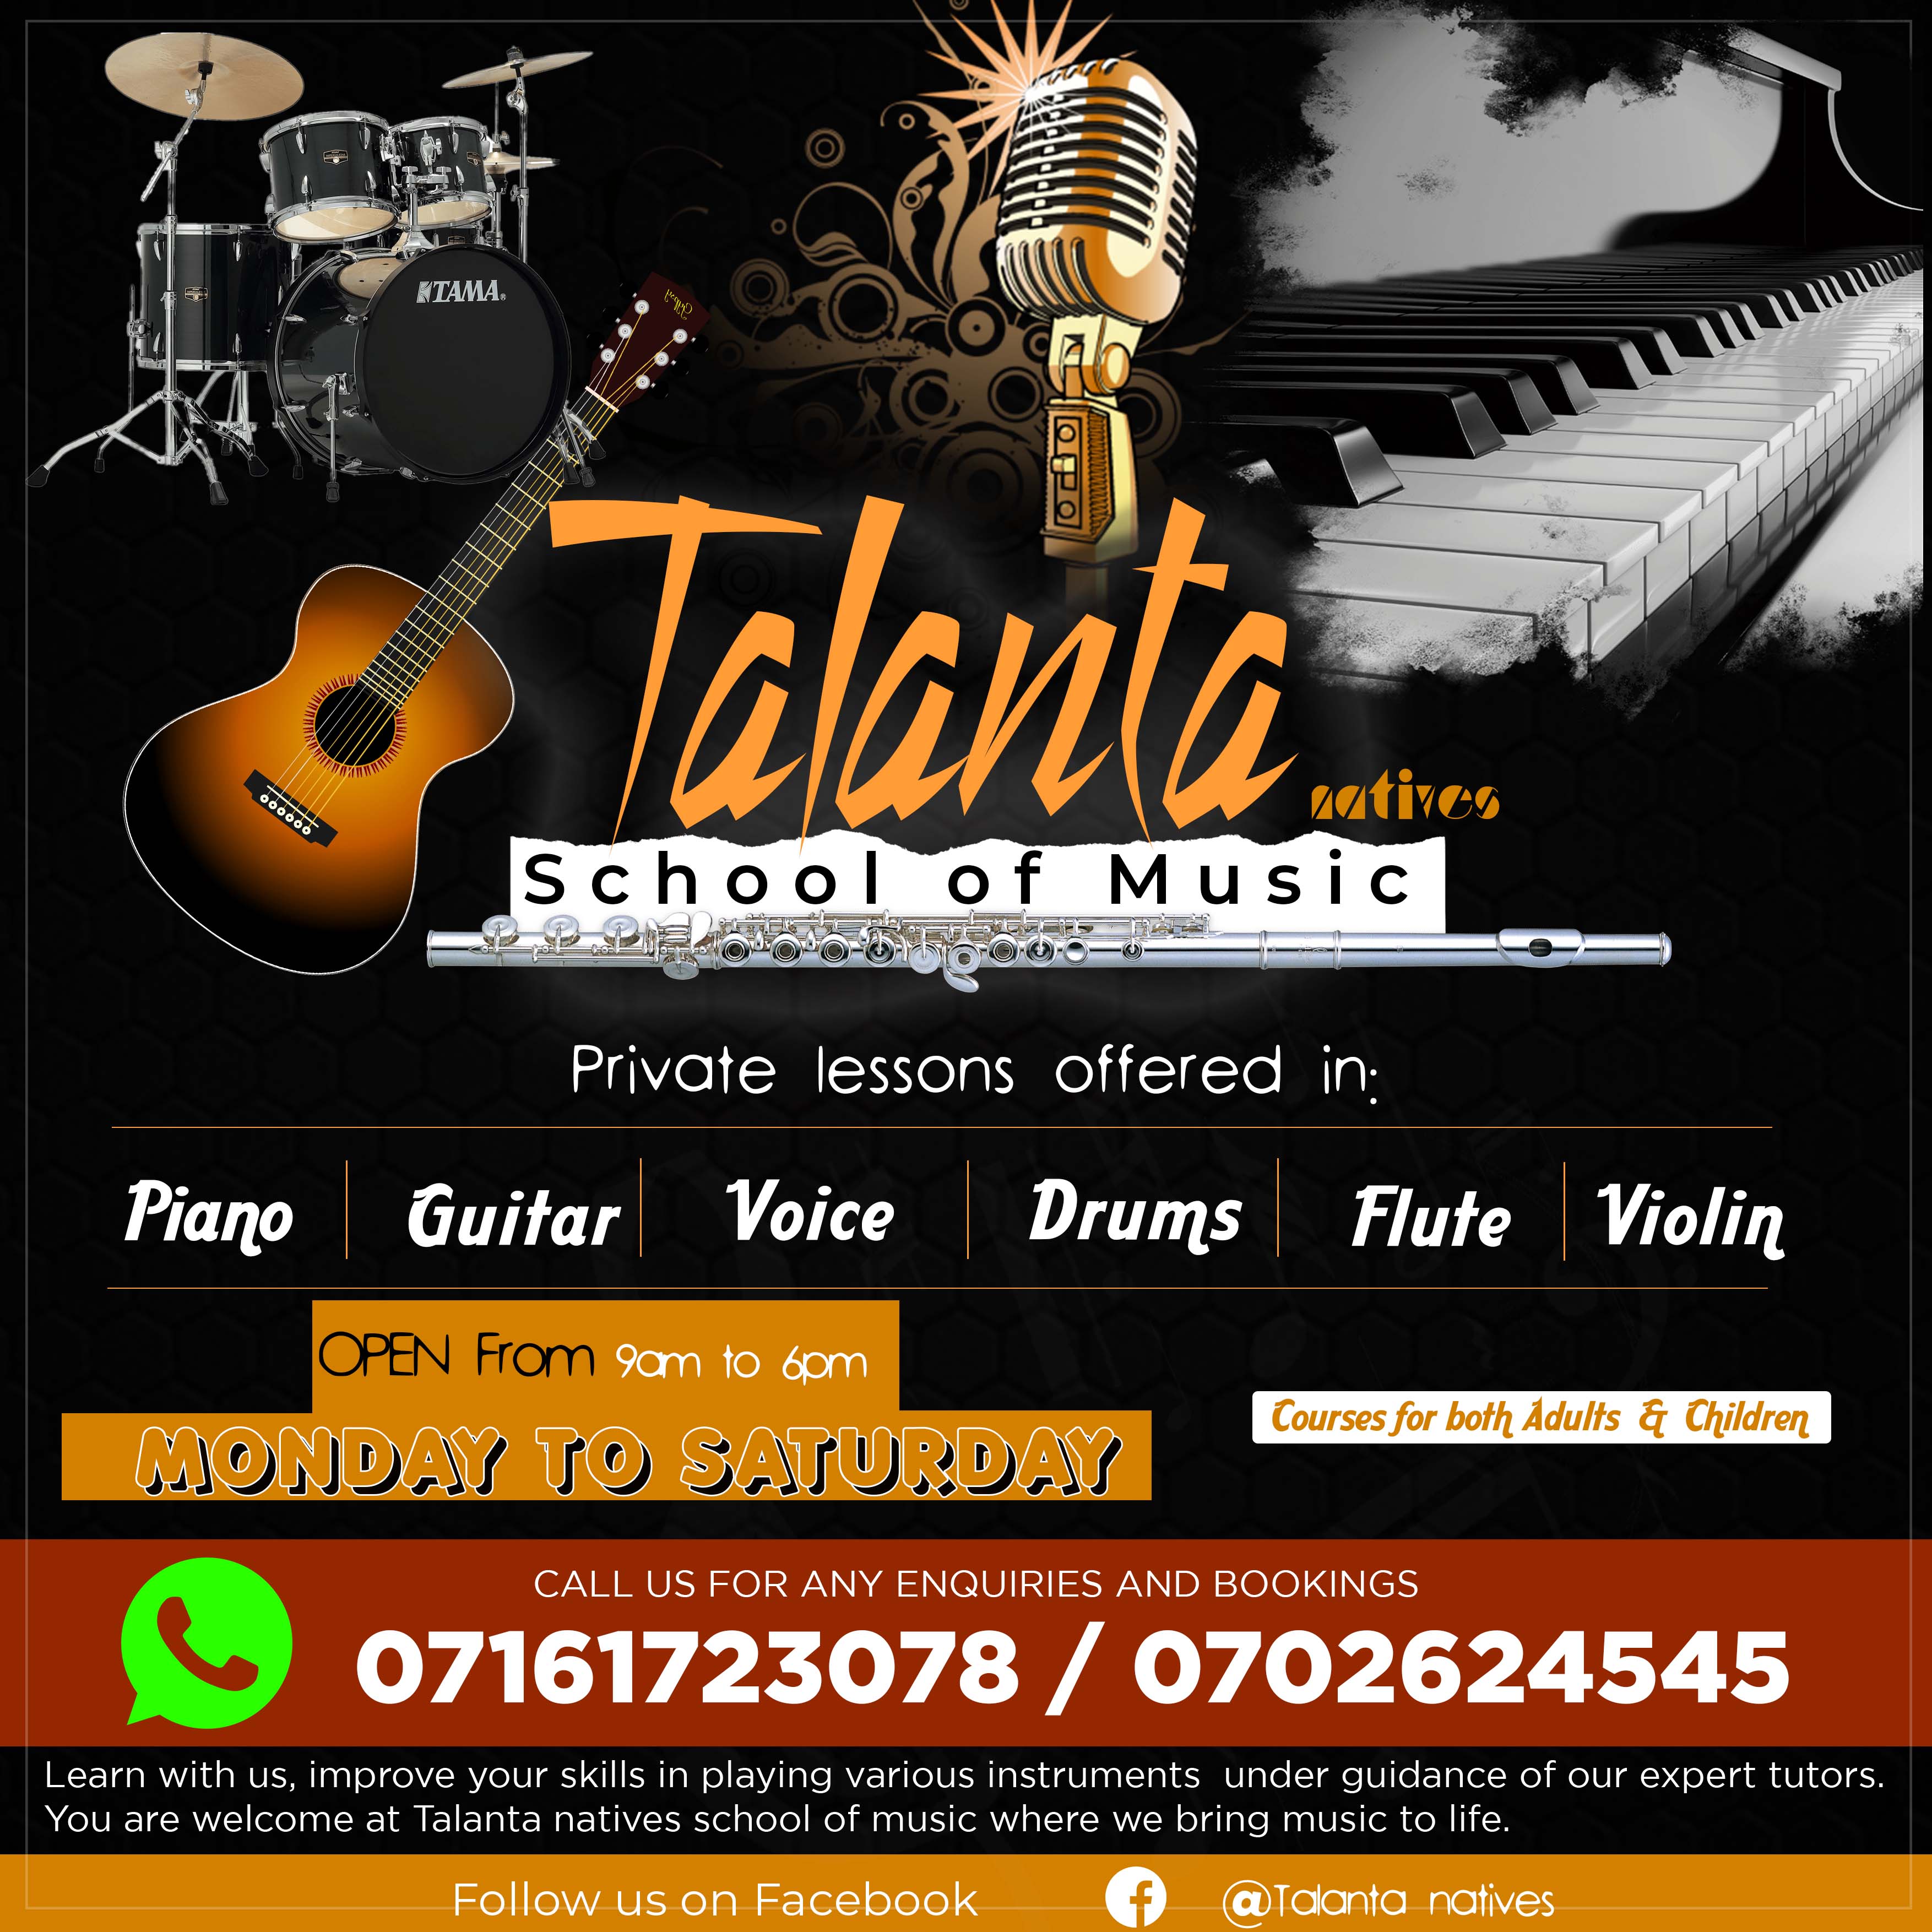 TAMA
Talanta
natives
School of Music
Private lessons offered in:
Piano Guitar Voice Drums Flute Violin
OPEN From 9am to 6pm
MONDAY TO SATURDAY
Courses for both Adults & Children
CALL US FOR ANY ENQUIRIES AND BOOKINGS
07161723078 / 0702624545
Learn with us, improve your skills in playing various instruments under guidance of our expert tutors.
You are welcome at Talanta natives school of music where we bring music to life.
Follow us on Facebook @Talanta natives